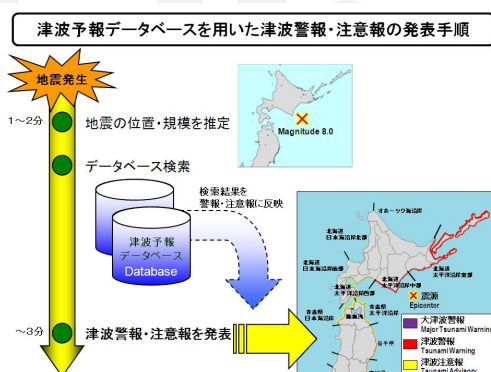 津波予報データベースを用いた津波警報・注意報の発表手順
地震発生
1～2分
地震の位置・規模を推定
Magnitude 8.0
データベース検索
検索結果を
警報・注意報に反映
津波予報
データベース
Database
～3分
津波警報・注意報を発表
オホーツク海沿岸
北海道
日本海沿岸北部
北海道
日本海沿岸南部
北海道
太平洋沿岸東部
北海道
太平洋沿岸中部
北海道
太平洋沿岸西部
震源
Epicenter
青森県
日本海沿岸
陸奥湾
青森県
太平洋沿岸
岩手県
大津波警報
Major Tsunami Warning
津波警報
Tsunami Warning
津波注意報
Tsunami Advisory